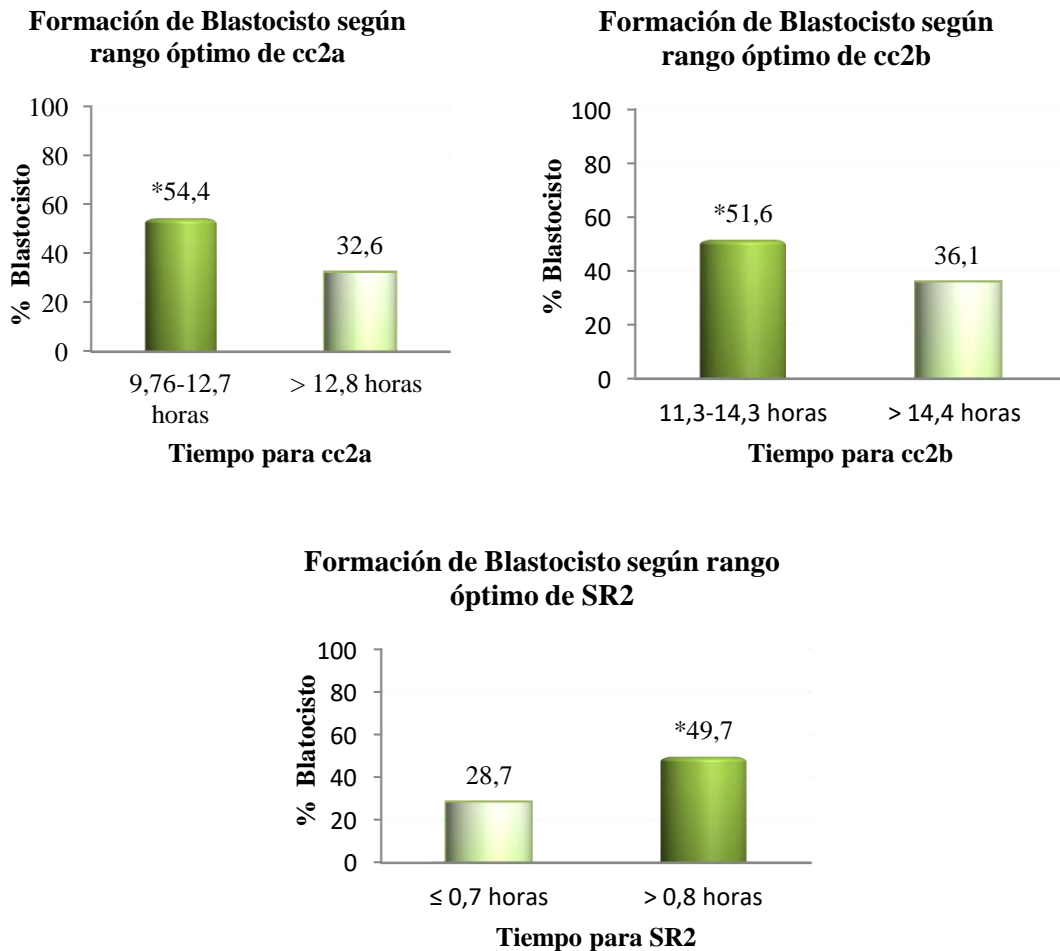 Formación de Blastocisto según
rango óptimo de cc2a
% Blastocisto
100
80
60
40
20
0
*54,4
32,6
9,76-12,7
horas
> 12,8 horas
Tiempo para cc2a
Formación de Blastocisto según
rango óptimo de cc2b
% Blastocisto
100
80
60
40
20
0
*51,6
36,1
11,3-14,3 horas
> 14,4 horas
Tiempo para cc2b
Formación de Blastocisto según rango
óptimo de SR2
% Blatocisto
100
80
60
40
20
0
28,7
*49,7
≤ 0,7 horas
> 0,8 horas
Tiempo para SR2